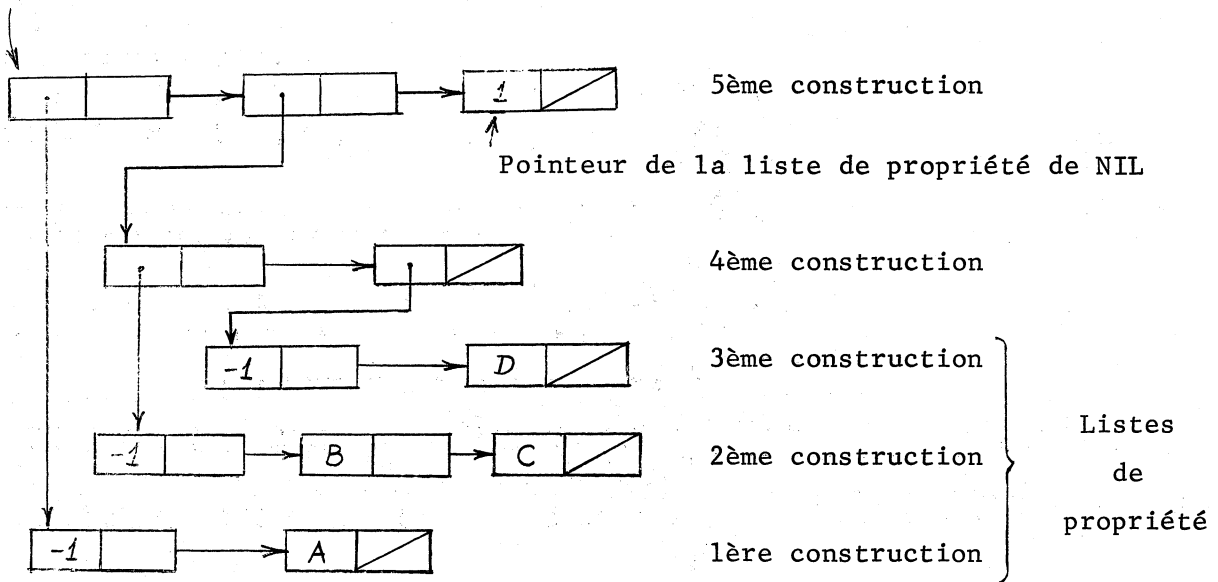 5ème construction
1
Pointeur de la liste de propriété de NIL
4ème construction
-1 D 3ème construction
-1 B C 2ème construction
-1 A 1ère construction
Listes
de
propriété